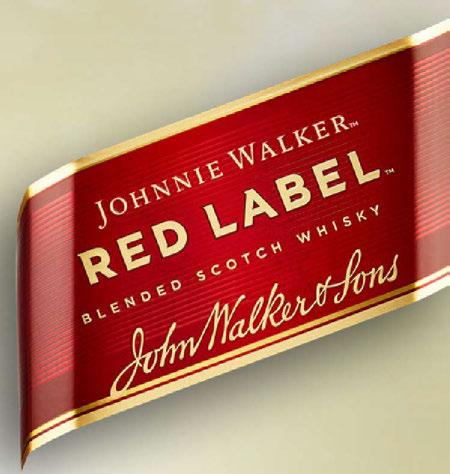 JOHNNIE WALKER™
RED LABEL™
BLENDED SCOTCH WHISKY
John Walker & Sons